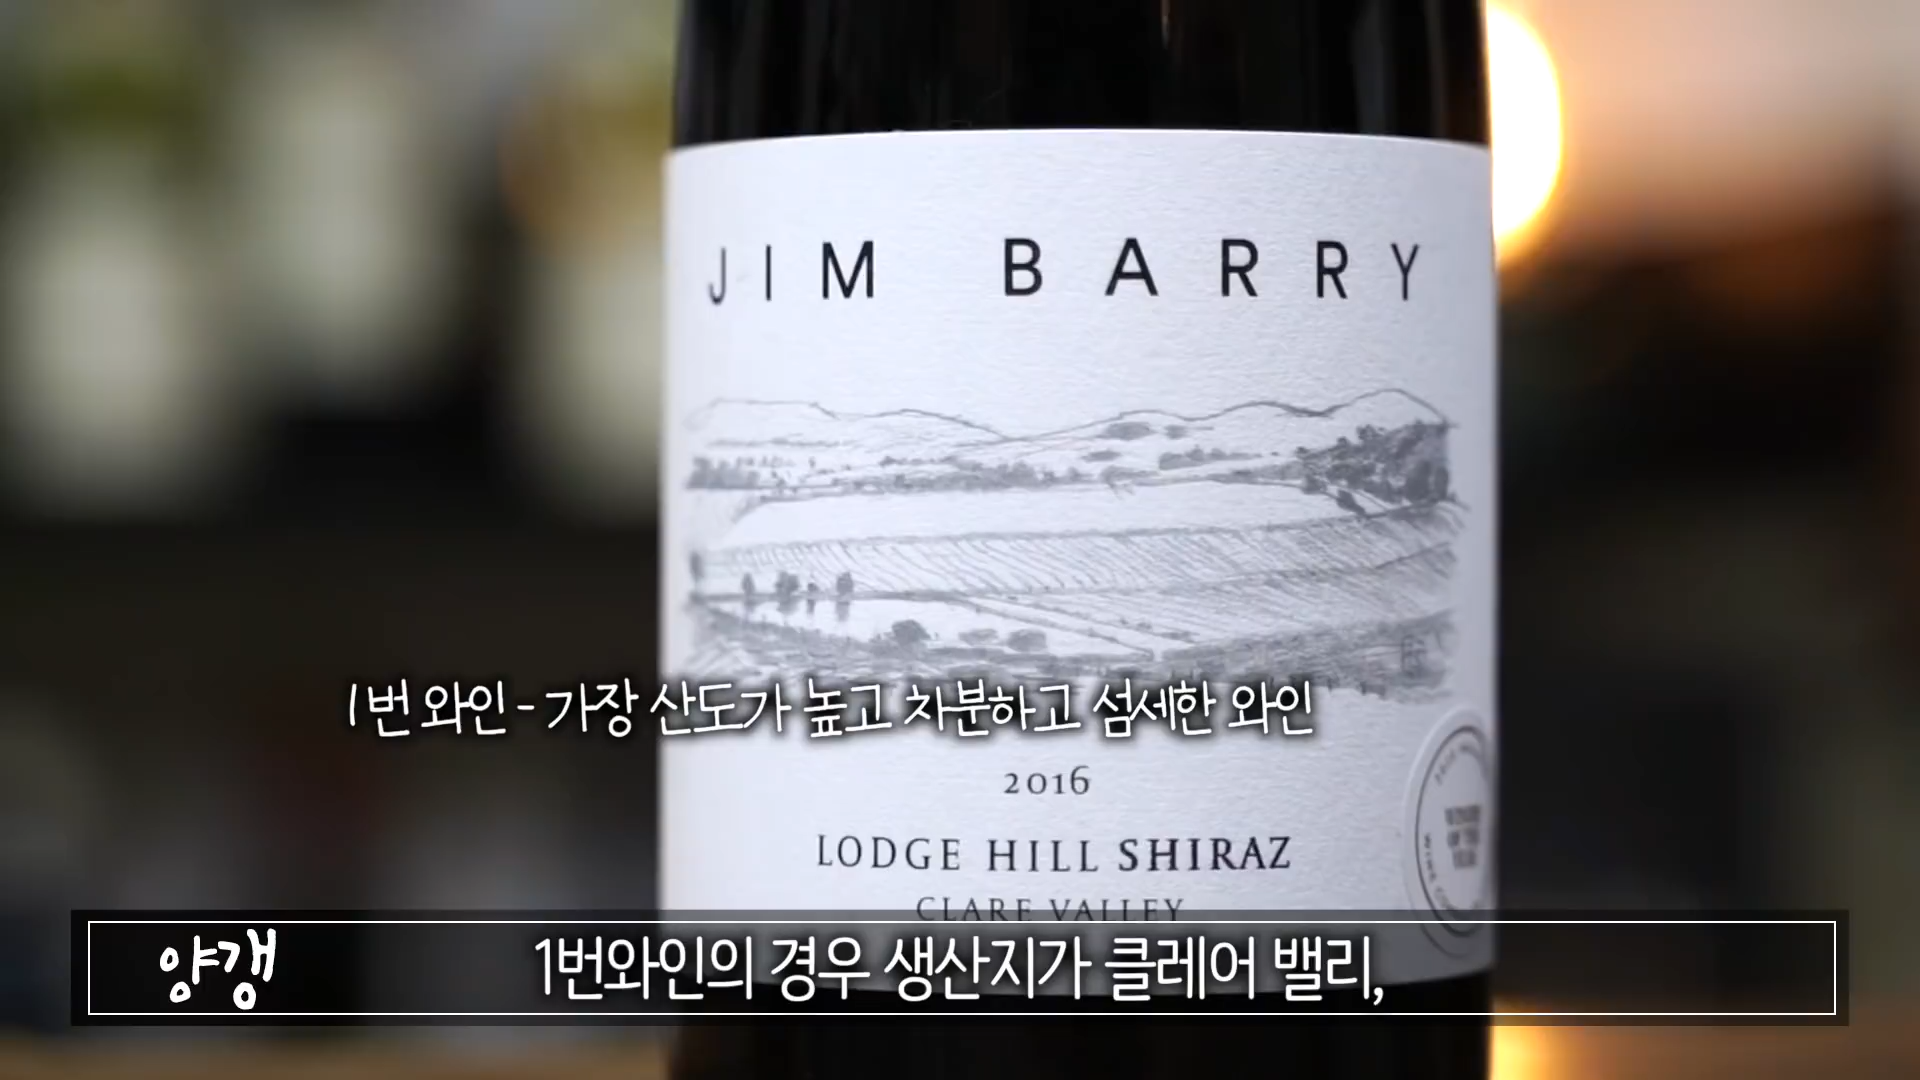 JIM BARRY
1번 와인 - 가장 산도가 높고 차분하고 섬세한 와인
2016
LODGE HILL SHIRAZ
CLARE VALLEY
양갱
1번와인의 경우 생산지가 클레어 밸리,